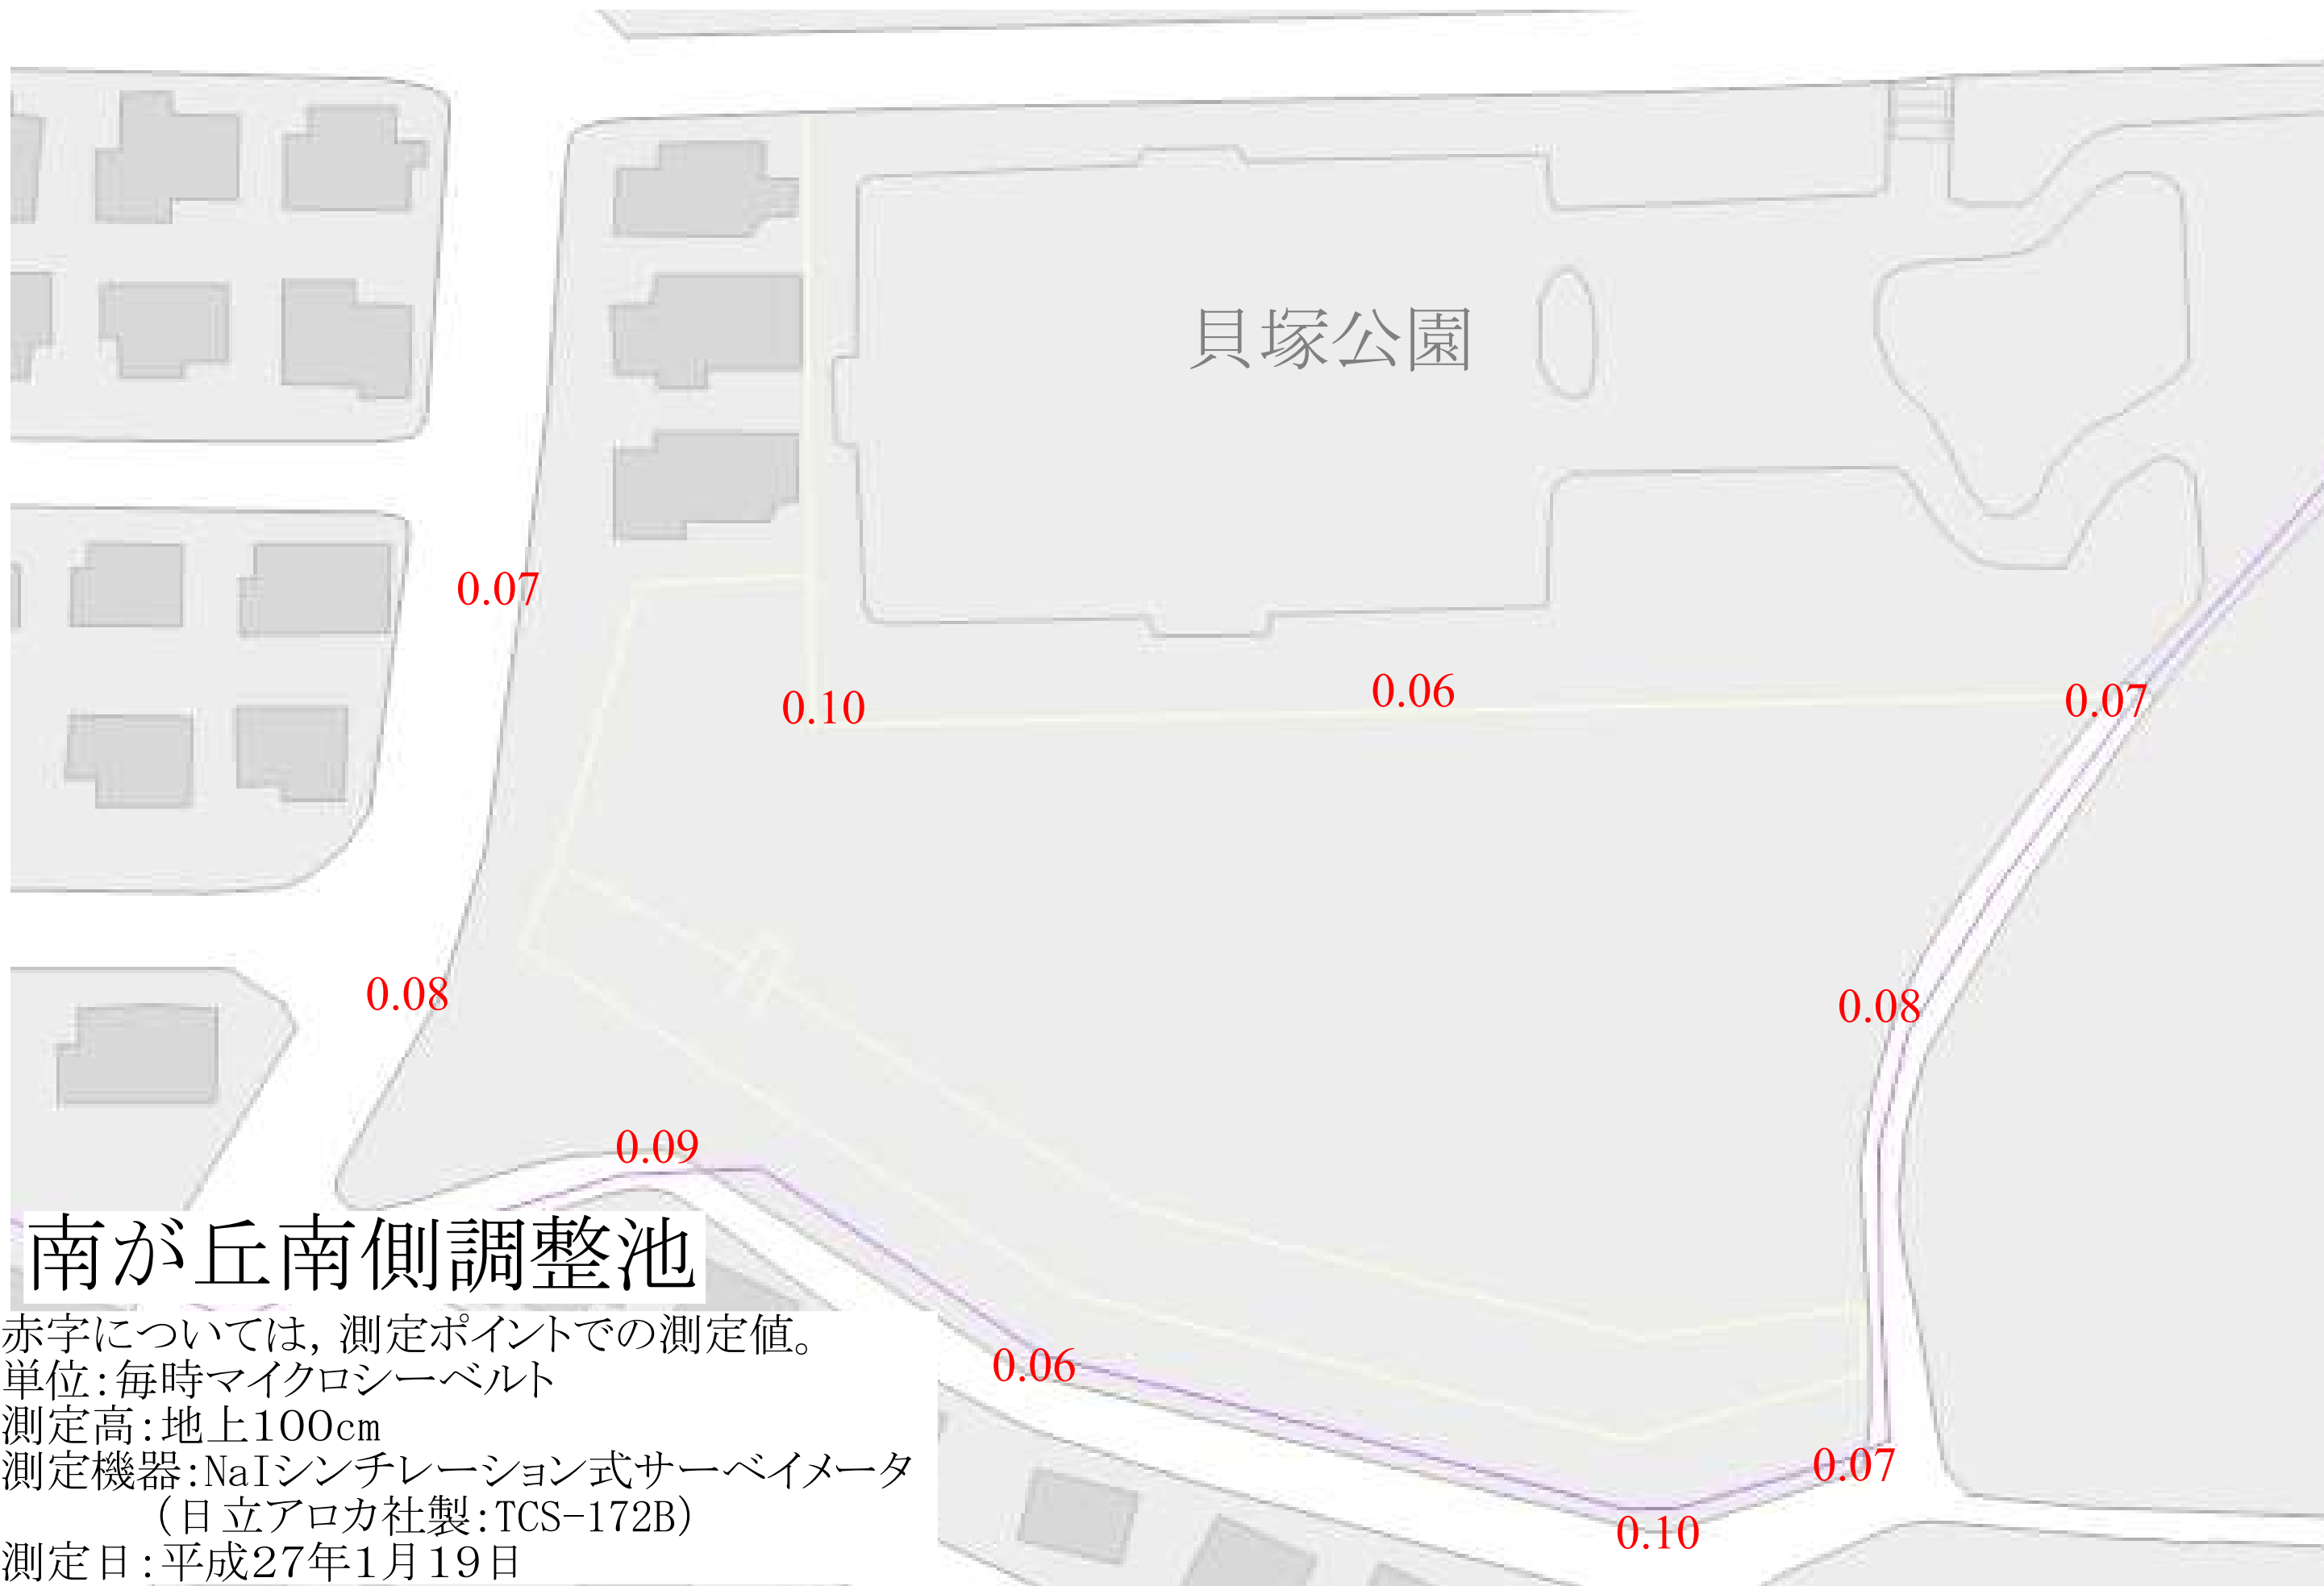 貝塚公園
0.07
0.10
0.06
0.07
0.08
0.08
0.09
0.06
0.07
0.10
南が丘南側調整池
赤字については，測定ポイントでの測定値。
単位：毎時マイクロシーベルト
測定高：地上100cm
測定機器：NaIシンチレーション式サーベイメータ
（日立アロカ社製：TCS-172B）
測定日：平成27年1月19日